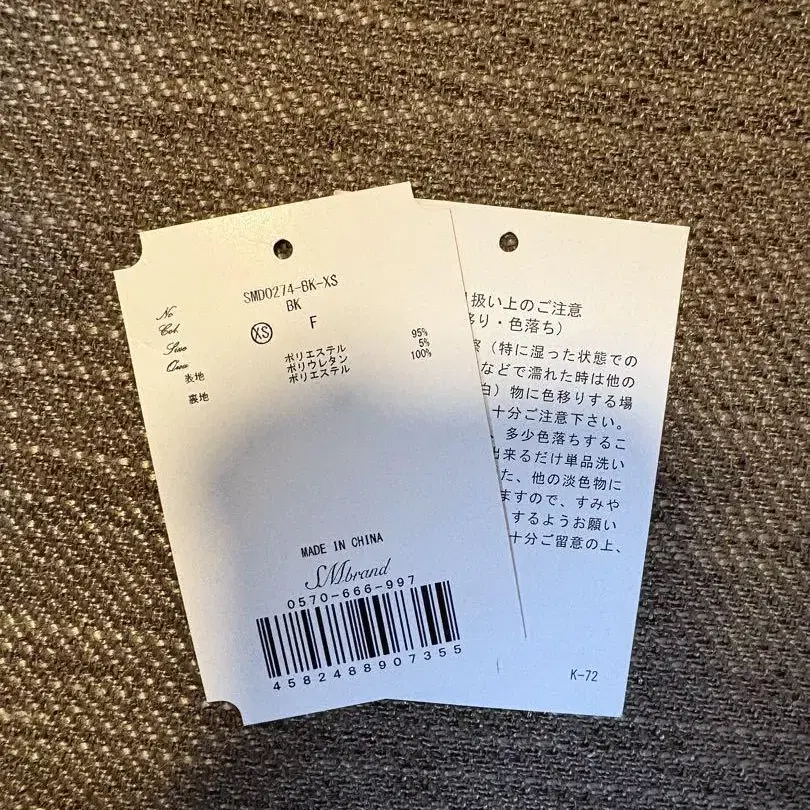 No
SMD0274-BK-XS
Col.
BK
Size
XS F
Qua
表地
ポリエステル 95%
ポリウレタン 5%
裏地
ポリエステル 100%
MADE IN CHINA
SMbrand
0570-666-997
4582488907355
扱い上のご注意
移り・色落ち)
(特に湿った状態での
などで濡れた時は他の
白)物に色移りする場
十分ご注意下さい。
、多少色落ちするこ
出来るだけ単品洗い
た、他の淡色物に
ますので、すみや
するようお願い
十分ご留意の上、
K-72